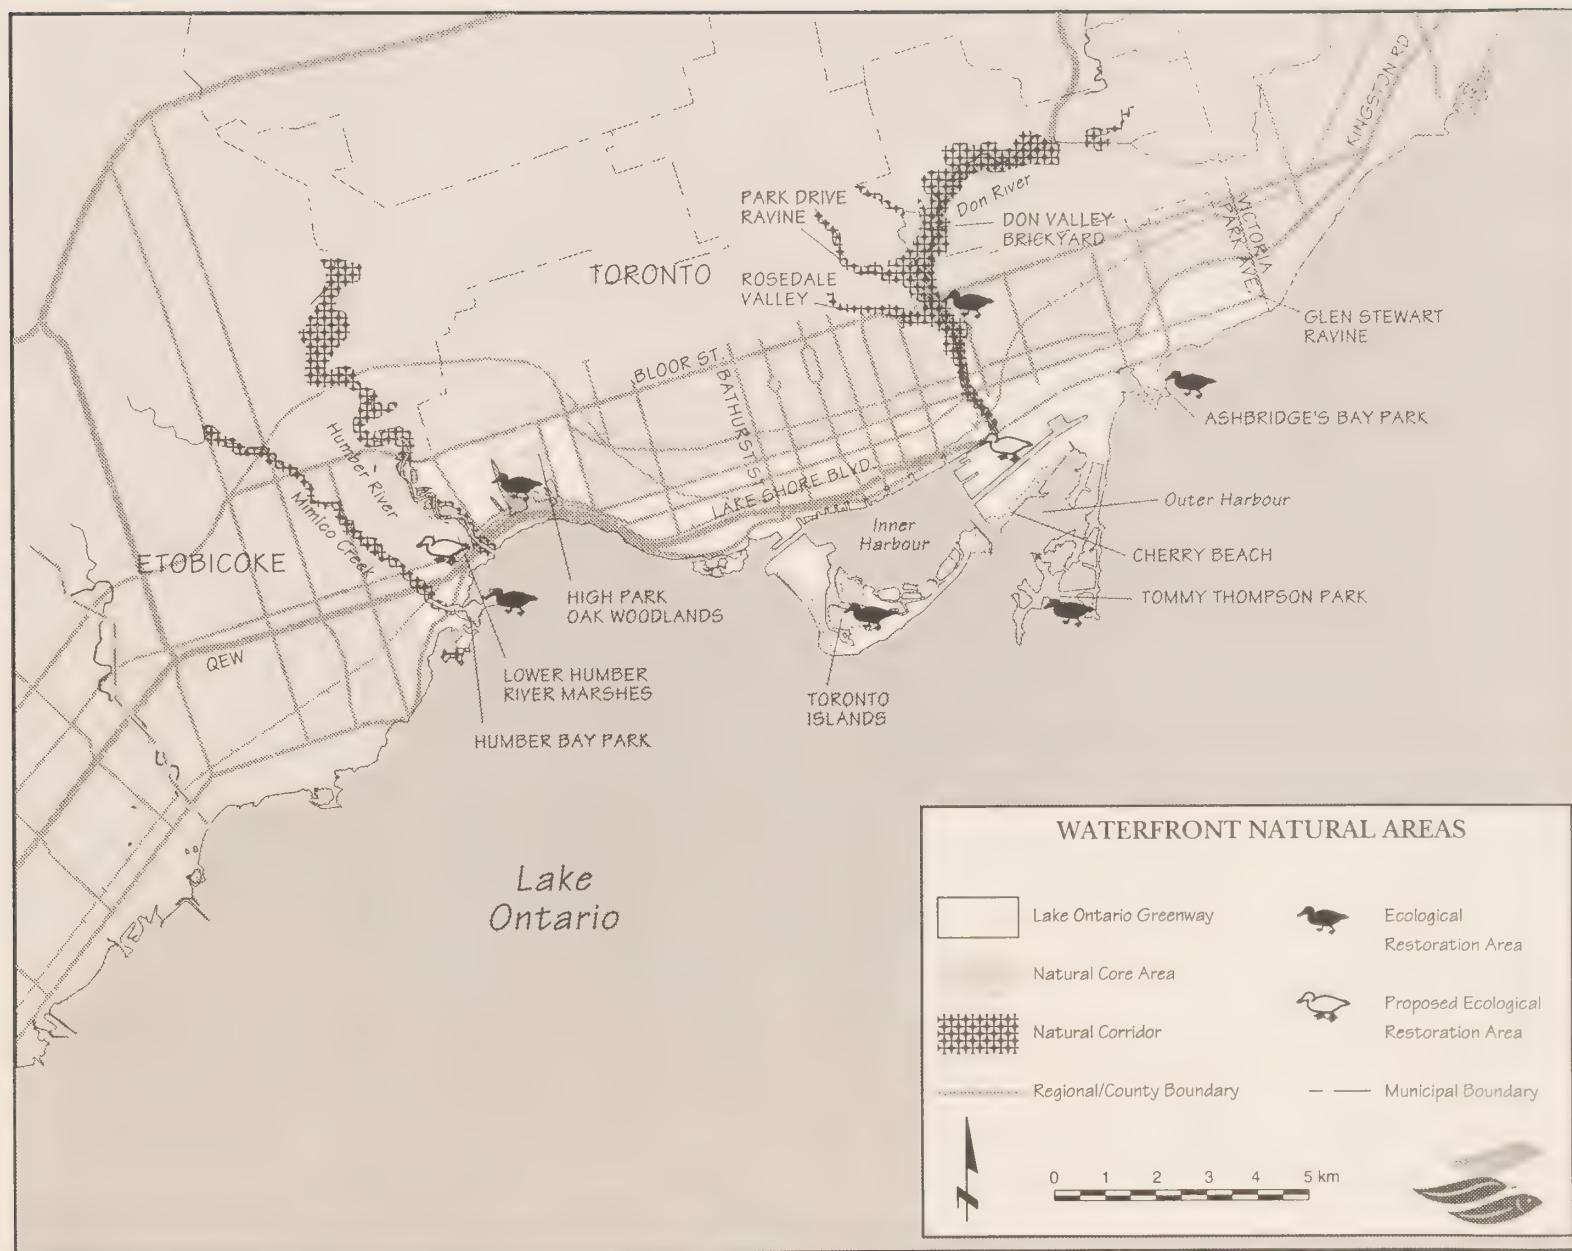 KINGSTON RD
PARK DRIVE
RAVINE
Don River
DON VALLEY
BRICKYARD
VICTORIA
PARK AVE.
TORONTO
ROSEDALE
VALLEY
GLEN STEWART
RAVINE
BLOOR ST.
BATHURST ST.
ASHBRIDGE'S BAY PARK
Humber River
LAKE SHORE BLVD.
Mimico Creek
Outer Harbour
Inner
Harbour
CHERRY BEACH
ETOBICOKE
HIGH PARK
OAK WOODLANDS
TOMMY THOMPSON PARK
QEW
LOWER HUMBER
RIVER MARSHES
TORONTO
ISLANDS
HUMBER BAY PARK
Lake
Ontario
WATERFRONT NATURAL AREAS
Lake Ontario Greenway
Natural Core Area
Natural Corridor
Regional/County Boundary
Ecological
Restoration Area
Proposed Ecological
Restoration Area
Municipal Boundary
0 1 2 3 4 5 km